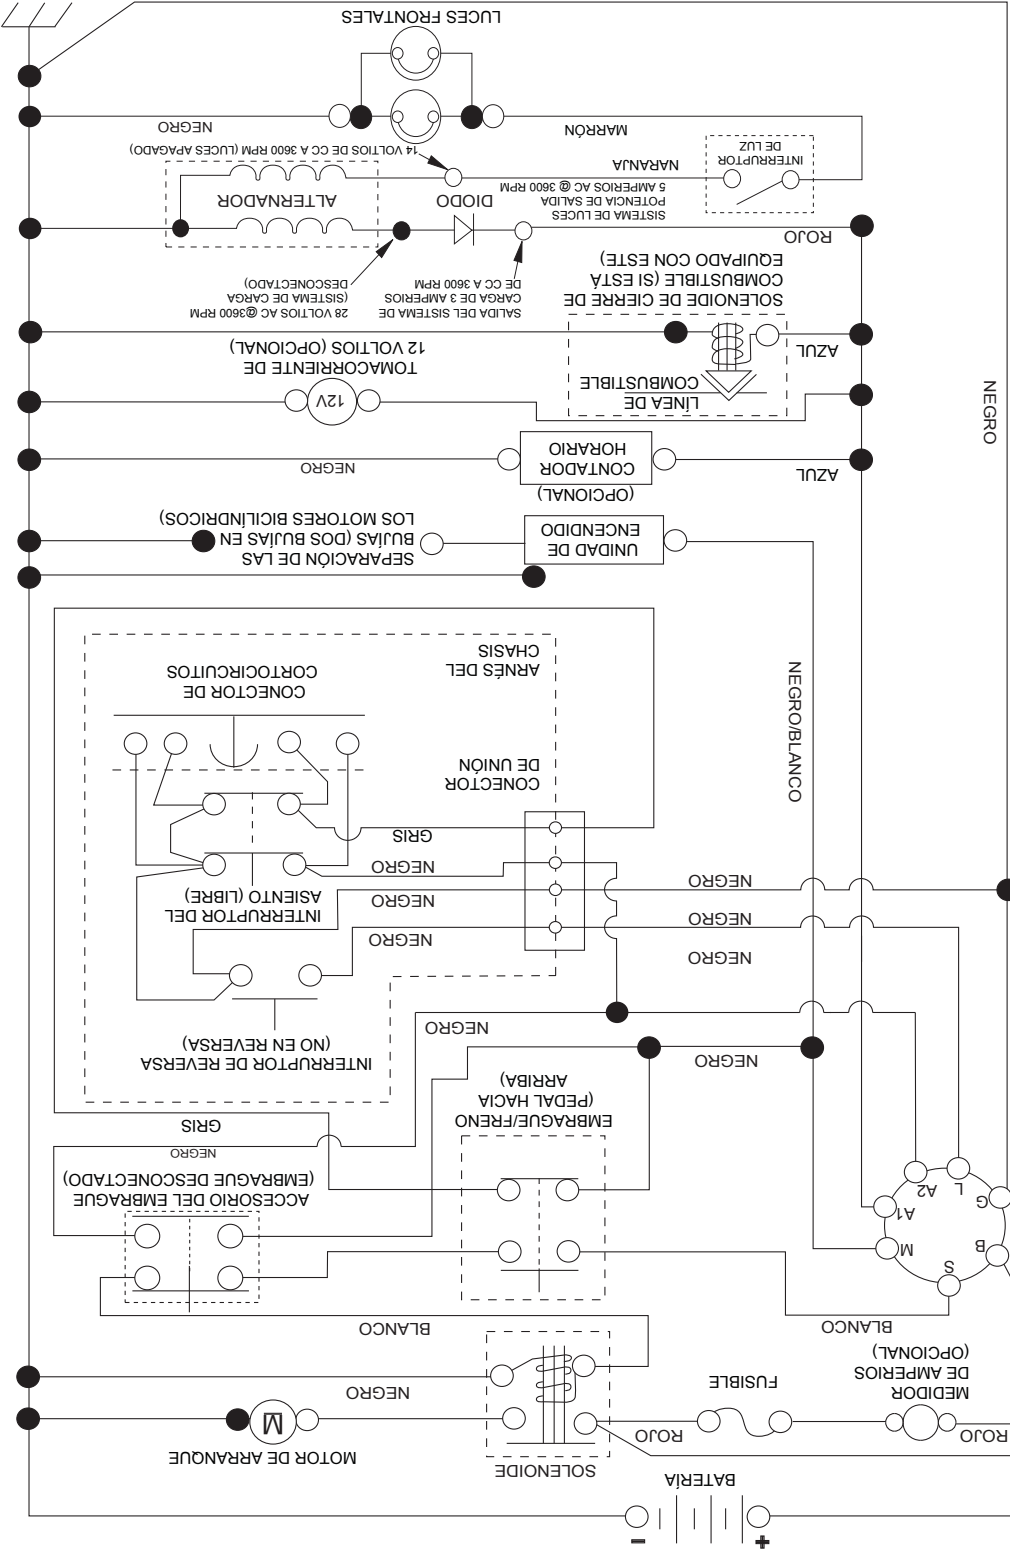 +
–
BATERÍA
SOLENOIDE
MOTOR DE ARRANQUE
M
ROJO
ROJO
MEDIDOR
DE AMPERIOS
(OPCIONAL)
FUSIBLE
NEGRO
BLANCO
BLANCO
S
B
M
G
A1
L
A2
ACCESORIO DEL EMBRAGUE
(EMBRAGUE DESCONECTADO)
NEGRO
GRIS
EMBRAGUE/FRENO
(PEDAL HACIA
ARRIBA)
NEGRO
INTERRUPTOR DE REVERSA
(NO EN REVERSA)
NEGRO
NEGRO
NEGRO
NEGRO
NEGRO
NEGRO
NEGRO
GRIS
INTERRUPTOR DEL
ASIENTO (LIBRE)
CONECTOR
DE UNIÓN
NEGRO/BLANCO
CONECTOR DE
CORTOCIRCUITOS
ARNÉS DEL
CHASIS
UNIDAD DE
ENCENDIDO
SEPARACIÓN DE LAS
BUJÍAS (DOS BUJÍAS EN
LOS MOTORES BICILÍNDRICOS)
(OPCIONAL)
CONTADOR
HORARIO
AZUL
NEGRO
NEGRO
LÍNEA DE
COMBUSTIBLE
12V
TOMACORRIENTE DE
12 VOLTIOS (OPCIONAL)
AZUL
SOLENOIDE DE CIERRE DE
COMBUSTIBLE (SI ESTÁ
EQUIPADO CON ESTE)
SALIDA DEL SISTEMA DE
CARGA DE 3 AMPERIOS
DE CC A 3600 RPM
28 VOLTIOS AC @3600 RPM
(SISTEMA DE CARGA
DESCONECTADO)
ROJO
SISTEMA DE LUCES
POTENCIA DE SALIDA
5 AMPERIOS AC @ 3600 RPM
DIODO
ALTERNADOR
NARANJA
INTERRUPTOR
DE LUZ
14 VOLTIOS DE CC A 3600 RPM (LUCES APAGADO)
MARRÓN
NEGRO
LUCES FRONTALES